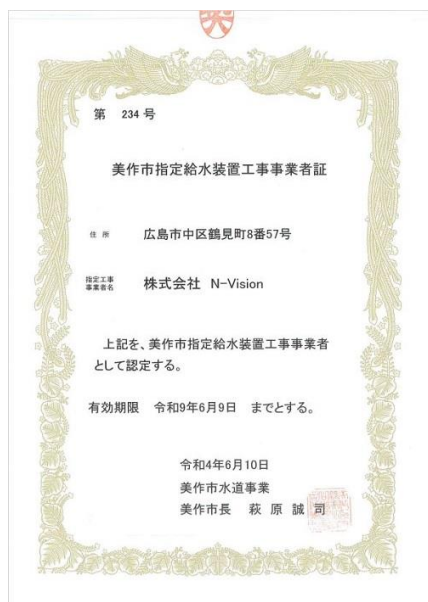 第 234 号
美作市指定給水装置工事事業者証
住所 広島市中区鶴見町8番57号
指定工事
事業者名 株式会社 N-Vision
上記を、美作市指定給水装置工事事業者
として認定する。
有効期限 令和9年6月9日 までとする。
令和4年6月10日
美作市水道事業
美作市長 萩原誠司